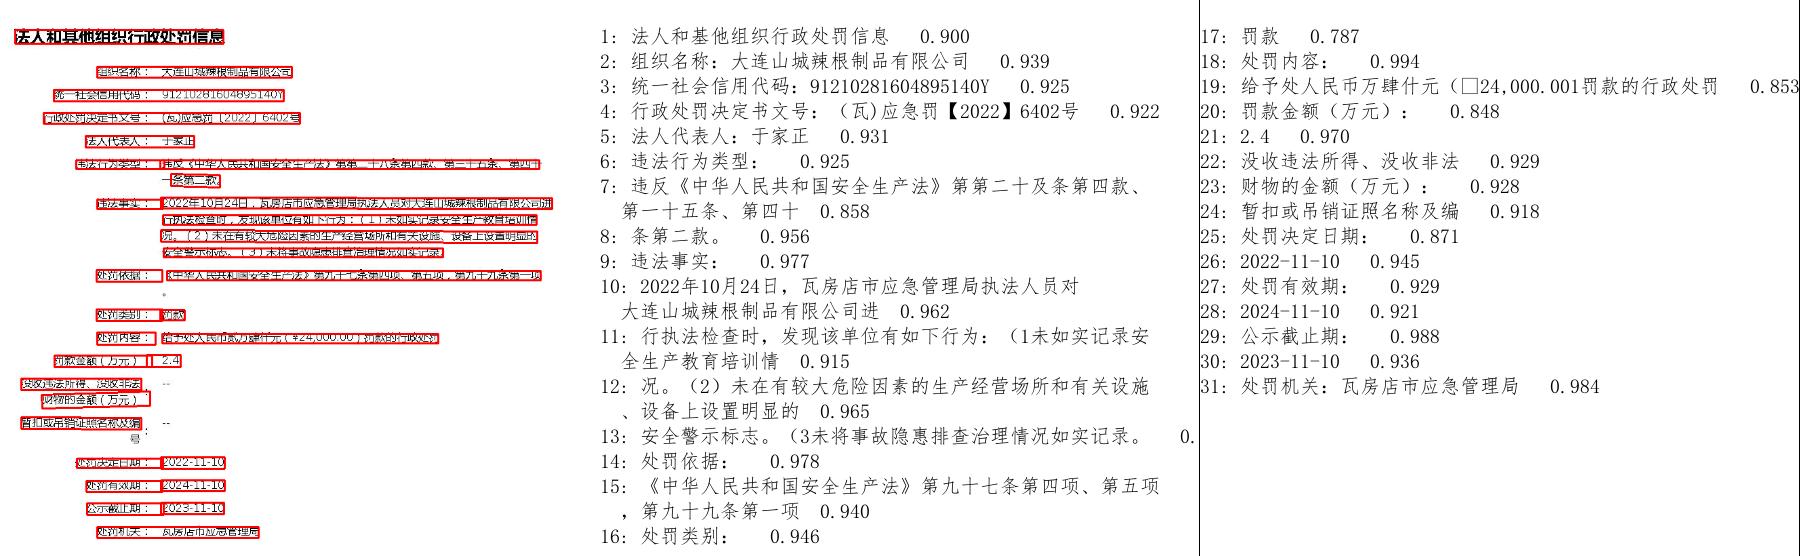 法人和其他组织行政处罚信息
组织名称： 大连山城辣根制品有限公司
统一社会信用代码： 91210281604895140Y
行政处罚决定书文号： (瓦)应急罚〔2022〕6402号
法人代表人： 于家正
违法行为类型： 违反《中华人民共和国安全生产法》第第二十八条第四款、第三十五条、第四十
一条第二款。
违法事实： 2022年10月24日，瓦房店市应急管理局执法人员对大连山城辣根制品有限公司进
行执法检查时，发现该单位有如下行为：（1）未如实记录安全生产教育培训情
况。（2）未在有较大危险因素的生产经营场所和有关设施、设备上设置明显的
安全警示标志。（3）未将事故隐患排查治理情况如实记录。
处罚依据： 《中华人民共和国安全生产法》第九十七条第四项、第五项，第九十九条第一项
。
处罚类别： 罚款
处罚内容： 给予处人民币贰万肆仟元（¥24,000.00）罚款的行政处罚
罚款金额（万元）： 2.4
没收违法所得、没收非法 --
财物的金额（万元）：
暂扣或吊销证照名称及编 --
号：
处罚决定日期： 2022-11-10
处罚有效期： 2024-11-10
公示截止期： 2023-11-10
处罚机关： 瓦房店市应急管理局
1: 法人和基他组织行政处罚信息 0.900
2: 组织名称：大连山城辣根制品有限公司 0.939
3: 统一社会信用代码：91210281604895140Y 0.925
4: 行政处罚决定书文号：（瓦)应急罚【2022】6402号 0.922
5: 法人代表人：于家正 0.931
6: 违法行为类型： 0.925
7: 违反《中华人民共和国安全生产法》第第二十及条第四款、
第一十五条、第四十 0.858
8: 条第二款。 0.956
9: 违法事实： 0.977
10: 2022年10月24日，瓦房店市应急管理局执法人员对
大连山城辣根制品有限公司进 0.962
11: 行执法检查时，发现该单位有如下行为：（1未如实记录安
全生产教育培训情 0.915
12: 况。（2）未在有较大危险因素的生产经营场所和有关设施
、设备上设置明显的 0.965
13: 安全警示标志。（3未将事故隐患排查治理情况如实记录。 0.
14: 处罚依据： 0.978
15: 《中华人民共和国安全生产法》第九十七条第四项、第五项
，第九十九条第一项 0.940
16: 处罚类别： 0.946
17: 罚款 0.787
18: 处罚内容： 0.994
19: 给予处人民币万肆什元（□24,000.001罚款的行政处罚 0.853
20: 罚款金额（万元）： 0.848
21: 2.4 0.970
22: 没收违法所得、没收非法 0.929
23: 财物的金额（万元）： 0.928
24: 暂扣或吊销证照名称及编 0.918
25: 处罚决定日期： 0.871
26: 2022-11-10 0.945
27: 处罚有效期： 0.929
28: 2024-11-10 0.921
29: 公示截止期： 0.988
30: 2023-11-10 0.936
31: 处罚机关：瓦房店市应急管理局 0.984